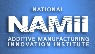 NATIONAL
NAMii
ADDITIVE MANUFACTURING
INNOVATION INSTITUTE